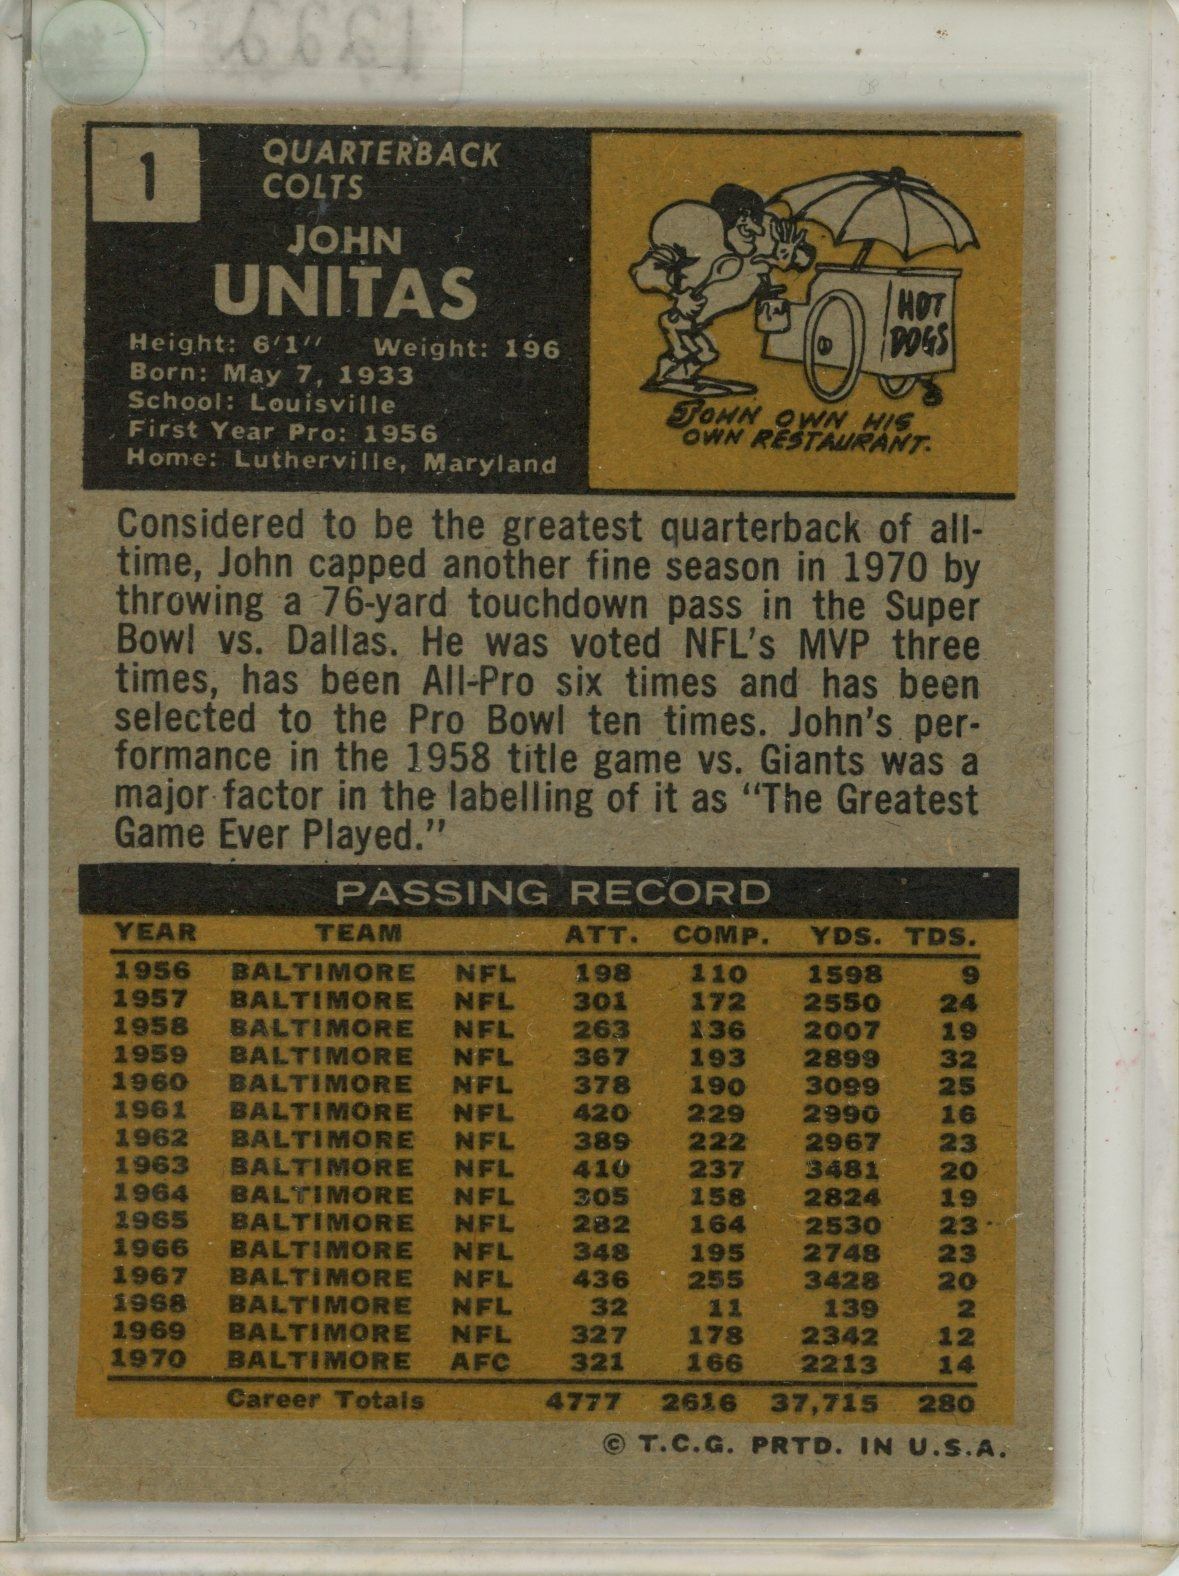 1
QUARTERBACK
COLTS
JOHN
UNITAS
Height: 6'1" Weight: 196
Born: May 7, 1933
School: Louisville
First Year Pro: 1956
Home: Lutherville, Maryland
HOT
DOGS
JOHN OWN HIS
OWN RESTAURANT.
Considered to be the greatest quarterback of all-
time, John capped another fine season in 1970 by
throwing a 76-yard touchdown pass in the Super
Bowl vs. Dallas. He was voted NFL's MVP three
times, has been All-Pro six times and has been
selected to the Pro Bowl ten times. John's per-
formance in the 1958 title game vs. Giants was a
major factor in the labelling of it as "The Greatest
Game Ever Played."
PASSING RECORD
YEAR TEAM ATT. COMP. YDS. TDS.
1956 BALTIMORE NFL 198 110 1598 9
1957 BALTIMORE NFL 301 172 2550 24
1958 BALTIMORE NFL 263 136 2007 19
1959 BALTIMORE NFL 367 193 2899 32
1960 BALTIMORE NFL 378 190 3099 25
1961 BALTIMORE NFL 420 229 2990 16
1962 BALTIMORE NFL 389 222 2967 23
1963 BALTIMORE NFL 410 237 3481 20
1964 BALTIMORE NFL 305 158 2824 19
1965 BALTIMORE NFL 282 164 2530 23
1966 BALTIMORE NFL 348 195 2748 23
1967 BALTIMORE NFL 436 255 3428 20
1968 BALTIMORE NFL 32 11 139 2
1969 BALTIMORE NFL 327 178 2342 12
1970 BALTIMORE AFC 321 166 2213 14
Career Totals 4777 2616 37,715 280
© T.C.G. PRTD. IN U.S.A.